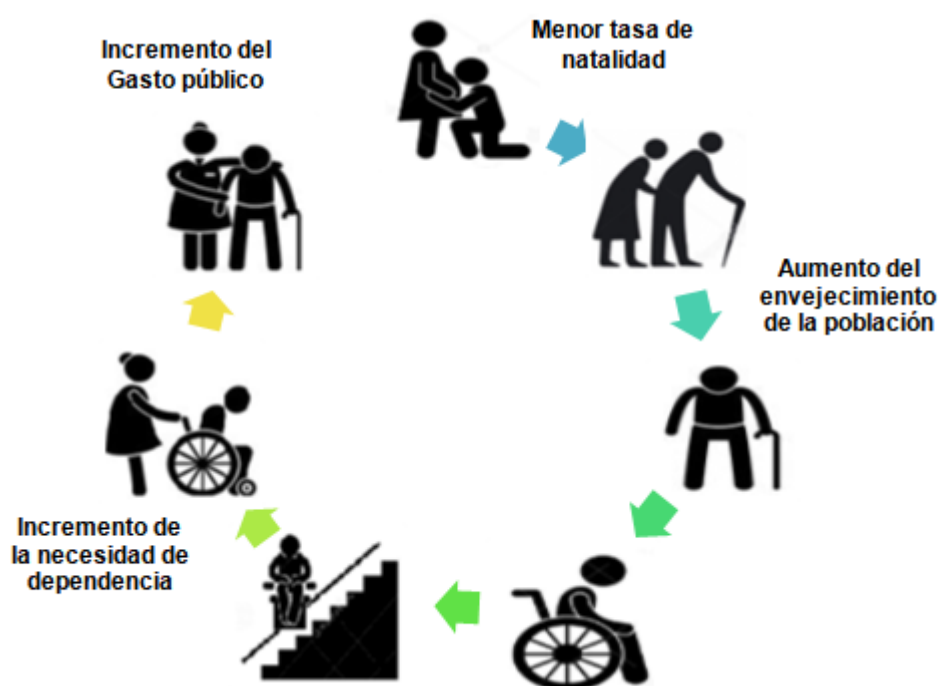 Menor tasa de
natalidad
Aumento del
envejecimiento
de la población
Incremento de
la necesidad de
dependencia
Incremento del
Gasto público